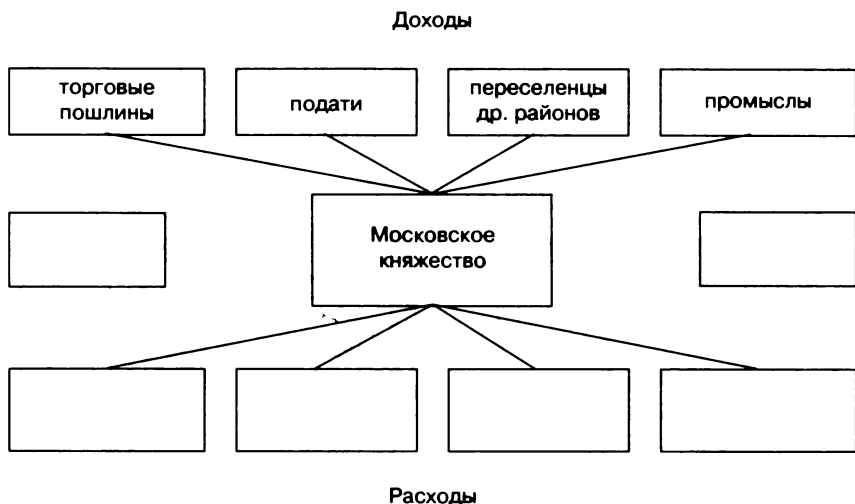 Доходы
торговые
пошлины
подати
переселенцы
др. районов
промыслы
Московское
княжество
Расходы